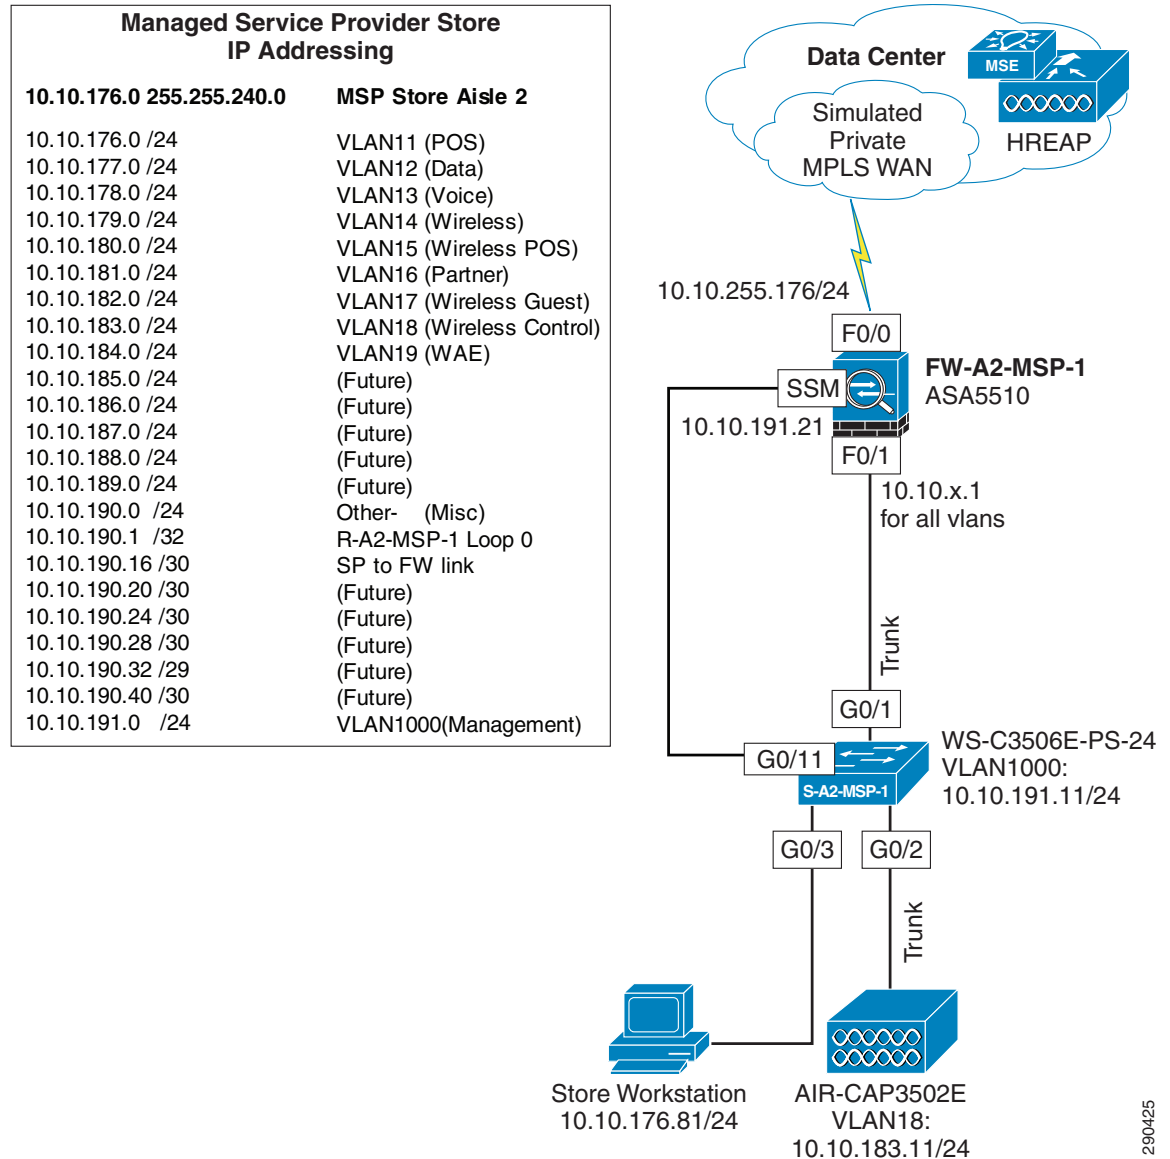 Managed Service Provider Store
IP Addressing
10.10.176.0 255.255.240.0 MSP Store Aisle 2
10.10.176.0 /24 VLAN11 (POS)
10.10.177.0 /24 VLAN12 (Data)
10.10.178.0 /24 VLAN13 (Voice)
10.10.179.0 /24 VLAN14 (Wireless)
10.10.180.0 /24 VLAN15 (Wireless POS)
10.10.181.0 /24 VLAN16 (Partner)
10.10.182.0 /24 VLAN17 (Wireless Guest)
10.10.183.0 /24 VLAN18 (Wireless Control)
10.10.184.0 /24 VLAN19 (WAE)
10.10.185.0 /24 (Future)
10.10.186.0 /24 (Future)
10.10.187.0 /24 (Future)
10.10.188.0 /24 (Future)
10.10.189.0 /24 (Future)
10.10.190.0 /24 Other- (Misc)
10.10.190.1 /32 R-A2-MSP-1 Loop 0
10.10.190.16 /30 SP to FW link
10.10.190.20 /30 (Future)
10.10.190.24 /30 (Future)
10.10.190.28 /30 (Future)
10.10.190.32 /29 (Future)
10.10.190.40 /30 (Future)
10.10.191.0 /24 VLAN1000(Management)
Data Center
MSE
HREAP
Simulated
Private
MPLS WAN
10.10.255.176/24
F0/0
SSM
FW-A2-MSP-1
ASA5510
10.10.191.21
F0/1
10.10.x.1
for all vlans
Trunk
G0/1
G0/11
S-A2-MSP-1
WS-C3506E-PS-24
VLAN1000:
10.10.191.11/24
G0/3
G0/2
Trunk
Store Workstation
10.10.176.81/24
AIR-CAP3502E
VLAN18:
10.10.183.11/24
290425